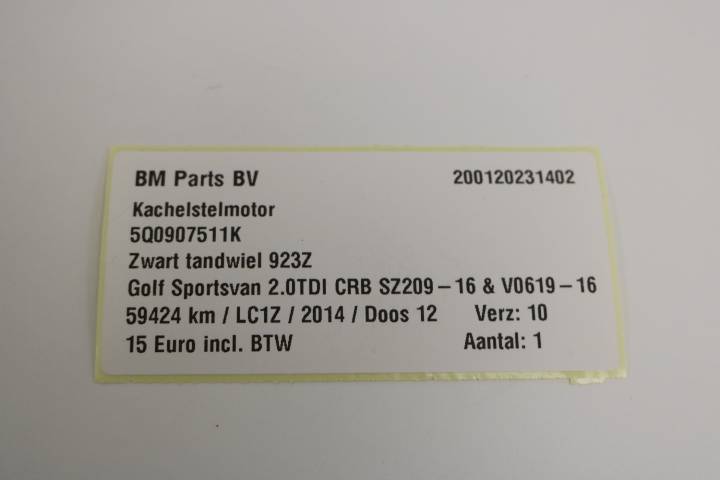 BM Parts BV 200120231402
Kachelstelmotor
5Q0907511K
Zwart tandwiel 923Z
Golf Sportsvan 2.0TDI CRB SZ209-16 & V0619-16
59424 km / LC1Z / 2014 / Doos 12 Verz: 10
15 Euro incl. BTW Aantal: 1